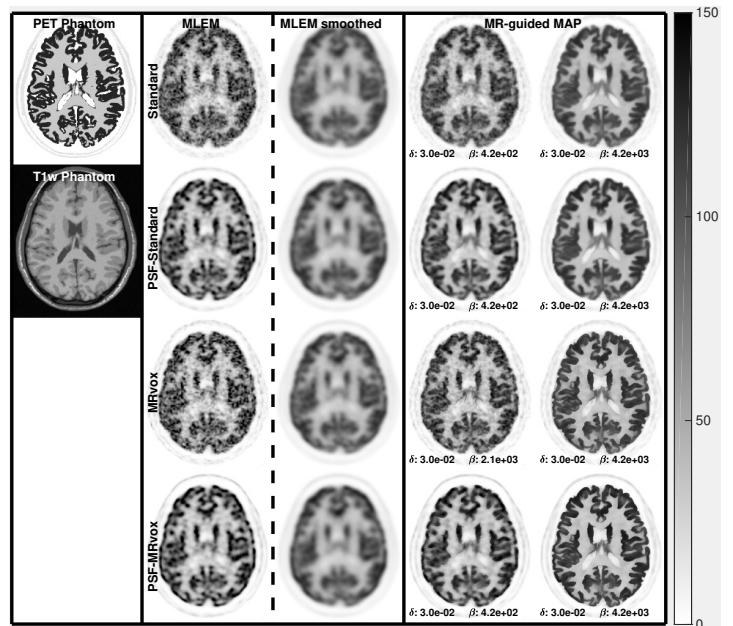 PET Phantom
MLEM
MLEM smoothed
MR-guided MAP
150
Standard
δ: 3.0e-02 β: 4.2e+02
δ: 3.0e-02 β: 4.2e+03
T1w Phantom
100
PSF-Standard
δ: 3.0e-02 β: 4.2e+02
δ: 3.0e-02 β: 4.2e+03
MRvox
50
δ: 3.0e-02 β: 2.1e+03
δ: 3.0e-02 β: 4.2e+03
PSF-MRvox
δ: 3.0e-02 β: 4.2e+02
δ: 3.0e-02 β: 4.2e+03
0